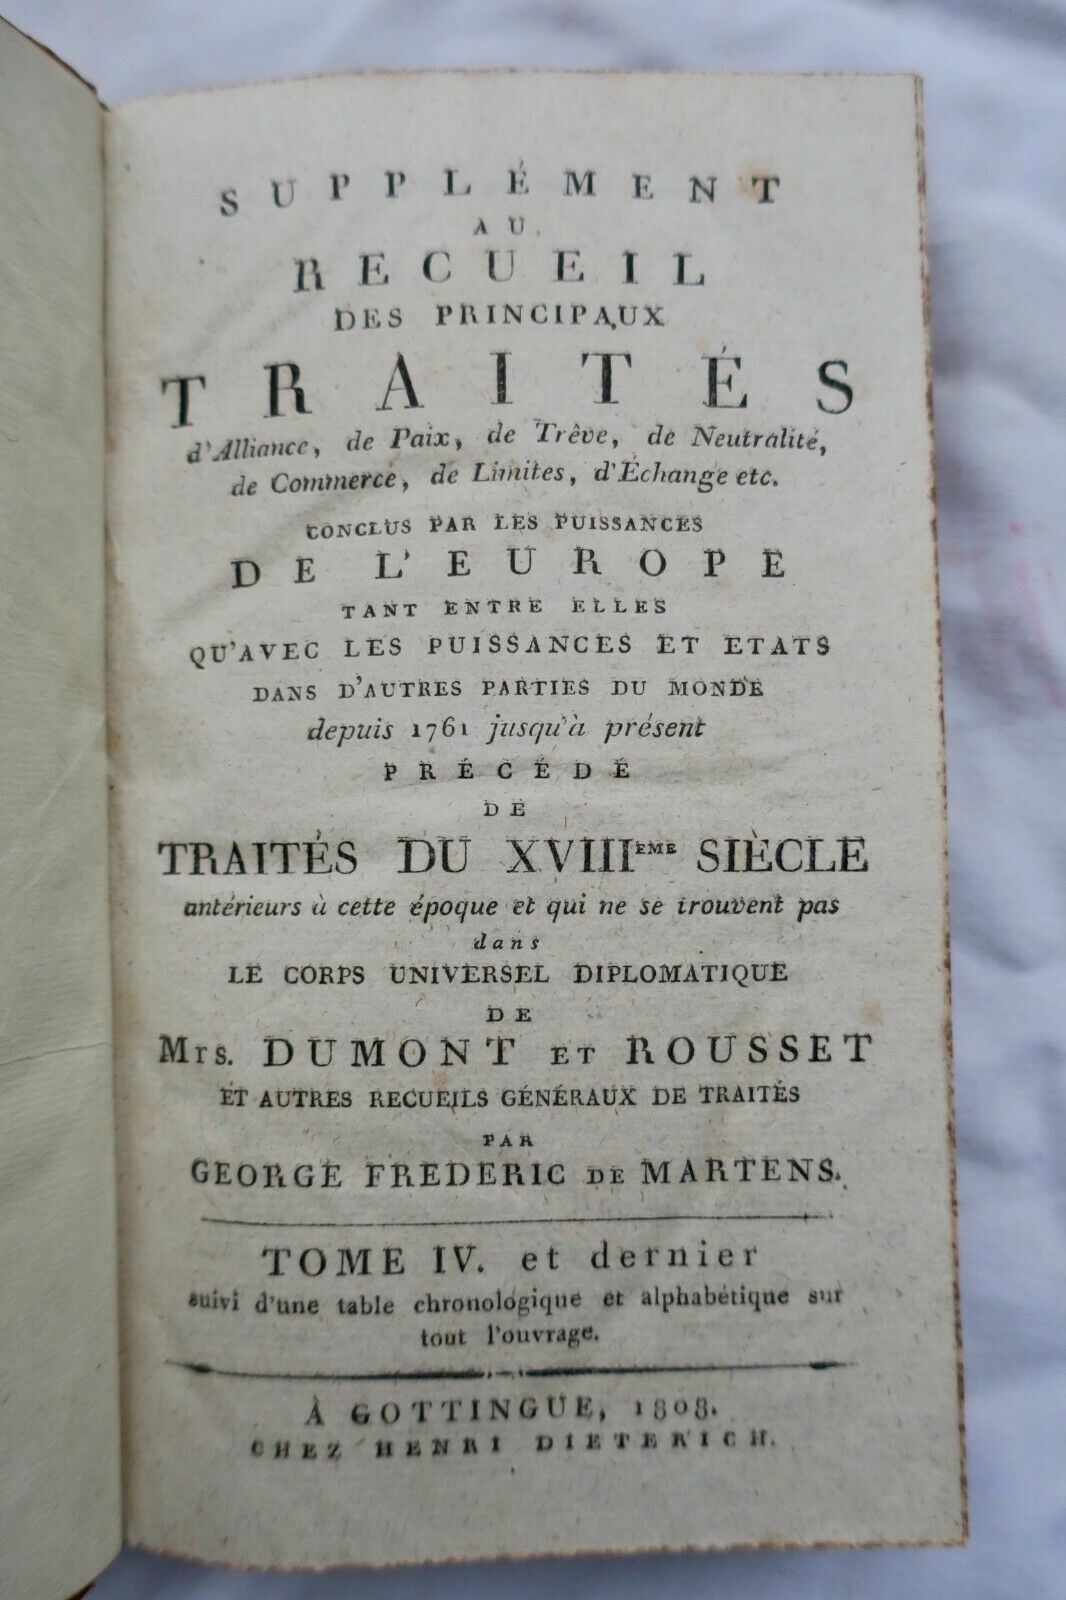 SUPPLÉMENT
AU
RECUEIL
DES PRINCIPAUX
TRAITÉS
d'Alliance, de Paix, de Trêve, de Neutralité,
de Commerce, de Limites, d'Échange etc.
CONCLUS PAR LES PUISSANCES
DE L'EUROPE
TANT ENTRE ELLES
QU'AVEC LES PUISSANCES ET ETATS
DANS D'AUTRES PARTIES DU MONDE
depuis 1761 jusqu'à présent
PRÉCÉDÉ
DE
TRAITÉS DU XVIIIEME SIÈCLE
antérieurs à cette époque et qui ne se trouvent pas
dans
LE CORPS UNIVERSEL DIPLOMATIQUE
DE
Mrs. DUMONT ET ROUSSET
ET AUTRES RECUEILS GÉNÉRAUX DE TRAITÉS
PAR
GEORGE FREDERIC DE MARTENS.
TOME IV. et dernier
suivi d'une table chronologique et alphabétique sur
tout l'ouvrage.
À GOTTINGUE, 1808.
CHEZ HENRI DIETERICH.